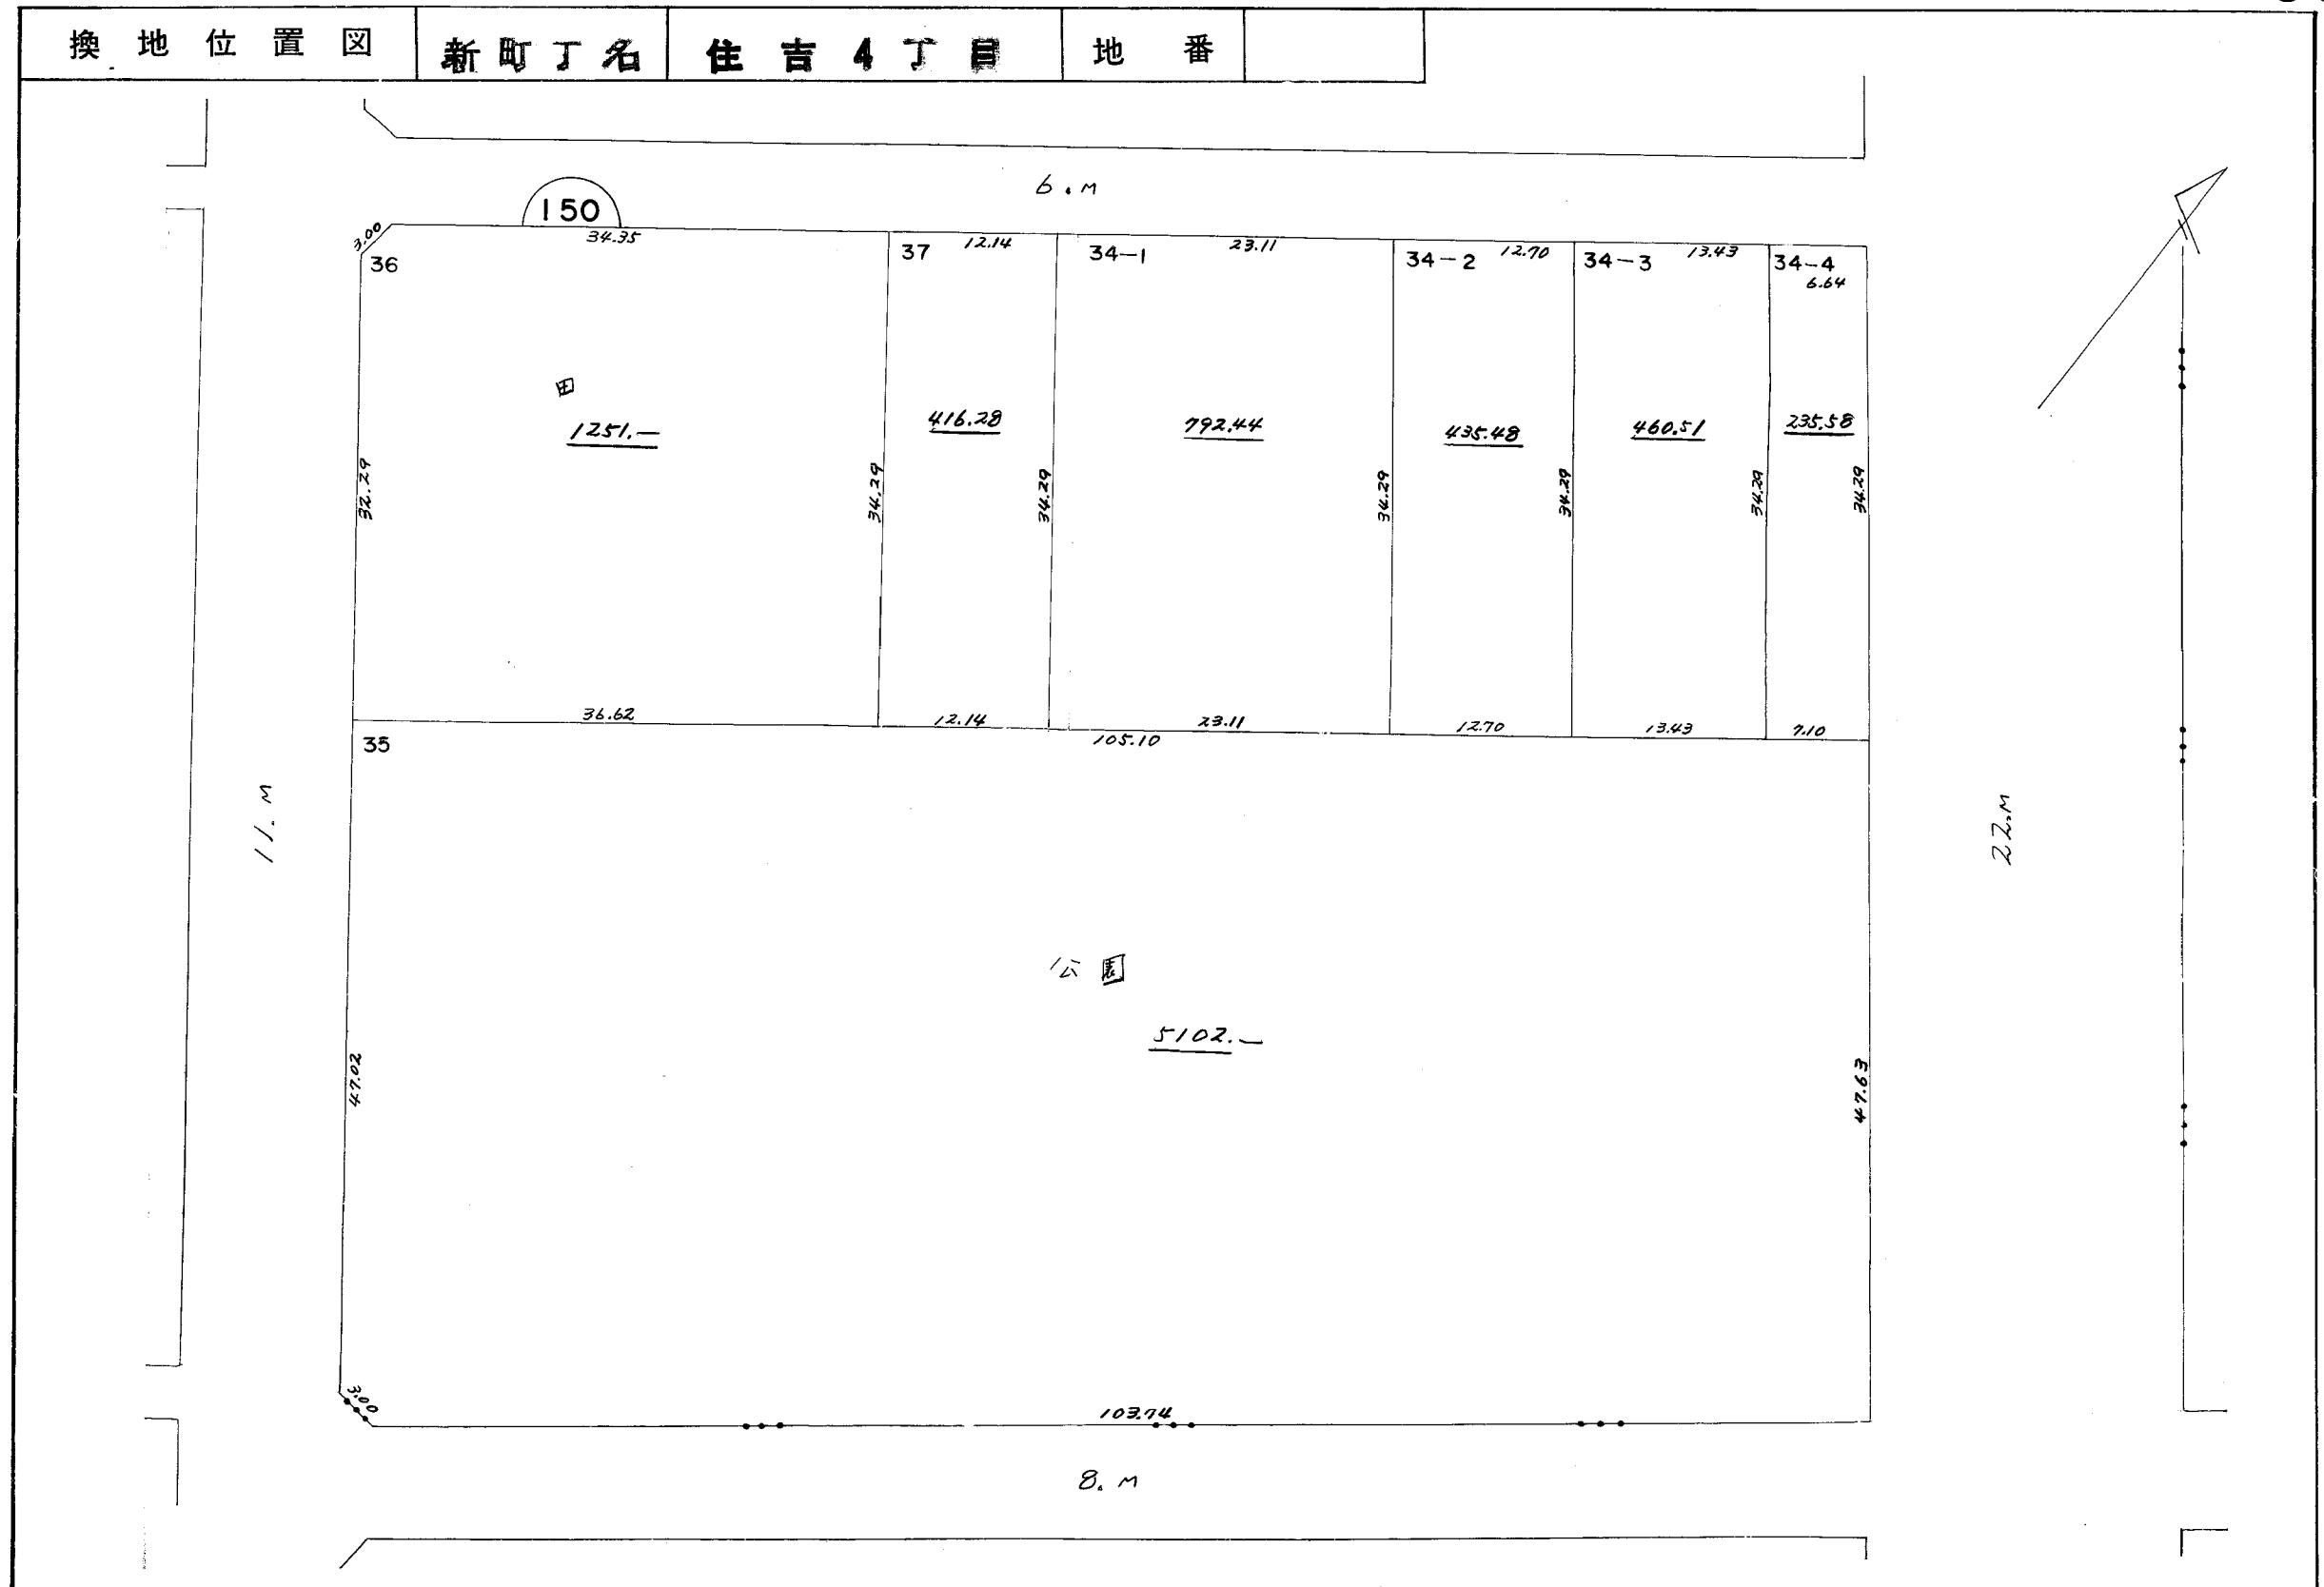 換地位置図 新町丁名 住吉4丁目 地番
6.M
150
3.00 34.35 37 12.14 34-1 23.11 34-2 12.70 34-3 13.43 34-4
36 6.64
田
1251.— 416.28 792.44 435.48 460.51 235.58
32.29 34.29 34.29 34.29 34.29 34.29 34.29
36.62 12.14 23.11 12.70 13.43 7.10
35 105.10
11.M 22.M
公園
5102.—
47.02 47.63
3.00 103.74
8.M